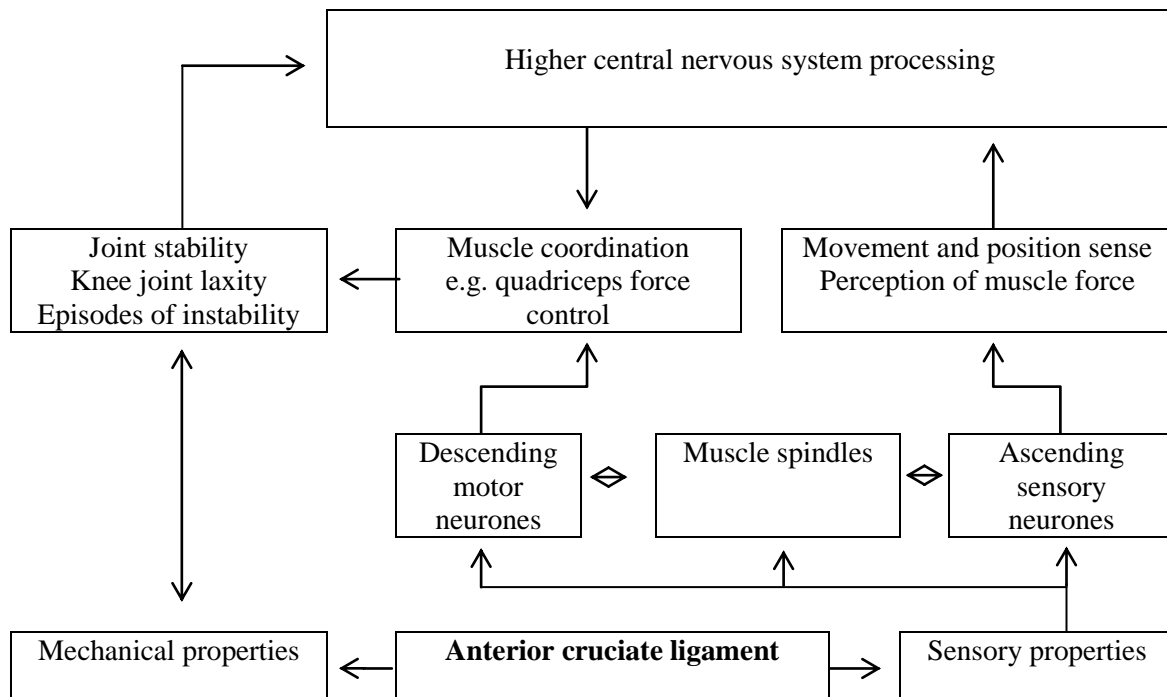 Higher central nervous system processing
Joint stability
Knee joint laxity
Episodes of instability
Muscle coordination
e.g. quadriceps force
control
Movement and position sense
Perception of muscle force
Descending
motor
neurones
Muscle spindles
Ascending
sensory
neurones
Mechanical properties
Anterior cruciate ligament
Sensory properties